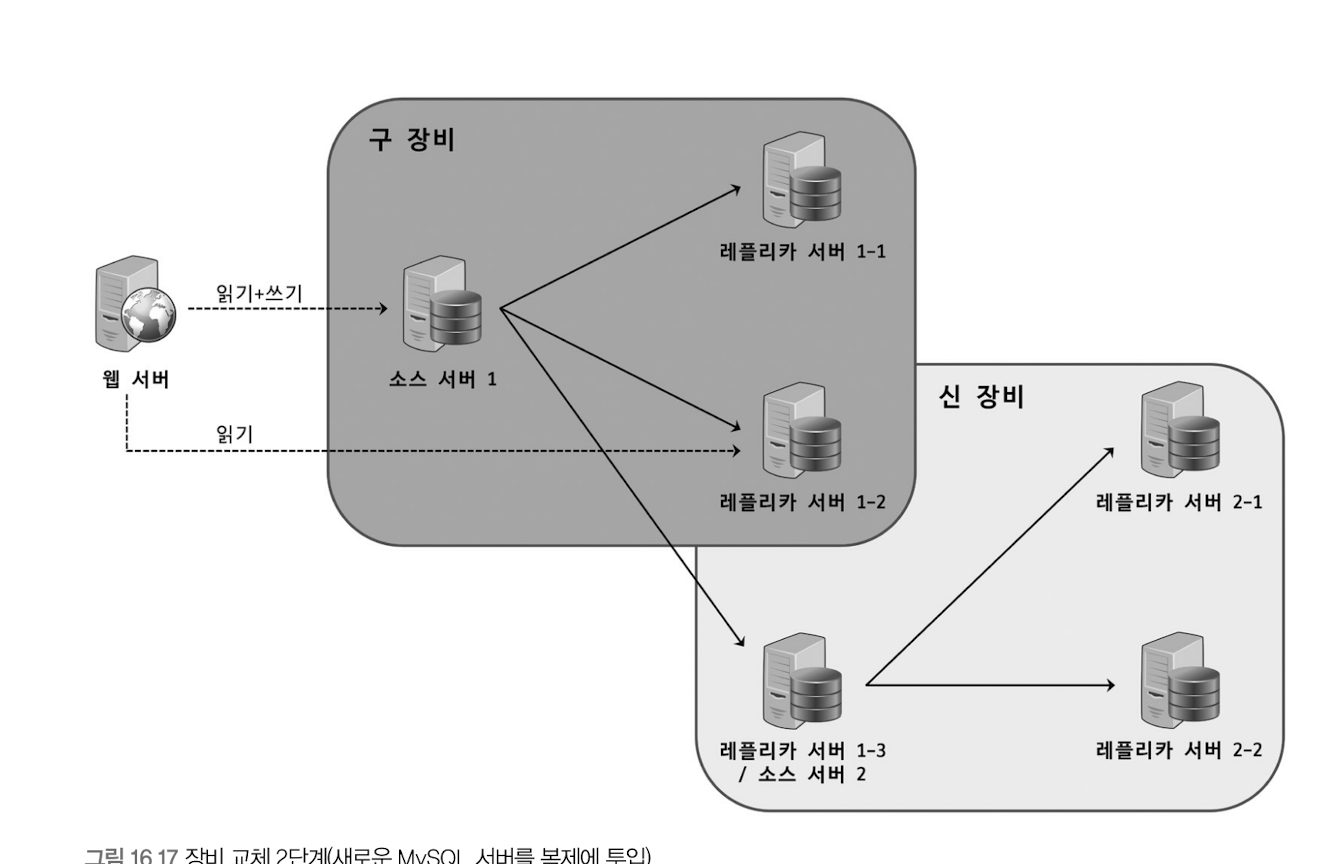 구 장비
레플리카 서버 1-1
읽기+쓰기
웹 서버
소스 서버 1
읽기
신 장비
레플리카 서버 1-2
레플리카 서버 2-1
레플리카 서버 1-3
/ 소스 서버 2
레플리카 서버 2-2
그림 16.17 장비 교체 2단계(새로운 MySQL 서버를 복제에 투입)